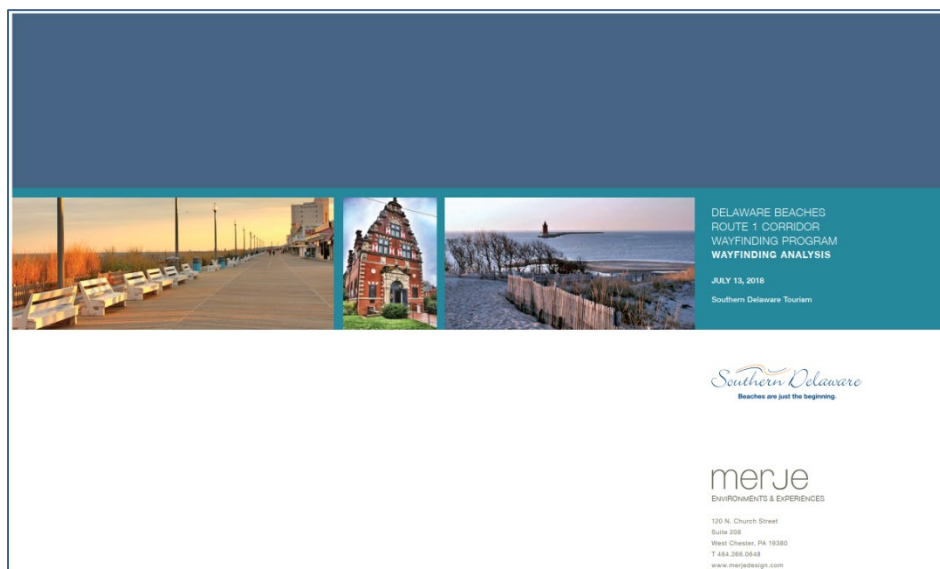 DELAWARE BEACHES
ROUTE 1 CORRIDOR
WAYFINDING PROGRAM
WAYFINDING ANALYSIS
JULY 13, 2018
Southern Delaware Tourism
Southern Delaware
Beaches are just the beginning.
merje
ENVIRONMENTS & EXPERIENCES
120 N. Church Street
Suite 208
West Chester, PA 19380
T 484.266.0648
www.merjedesign.com